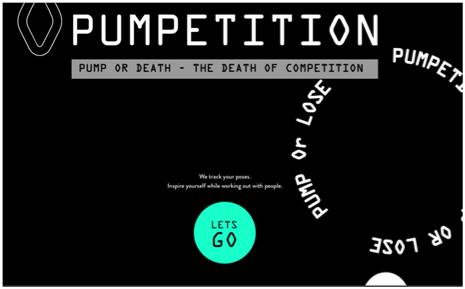 PUMPETITION
PUMP OR DEATH - THE DEATH OF COMPETITION
PUMP or LOSE
PUMPETI
OR LOSE
We track your poses.
Inspire yourself while working out with people.
LETS
GO